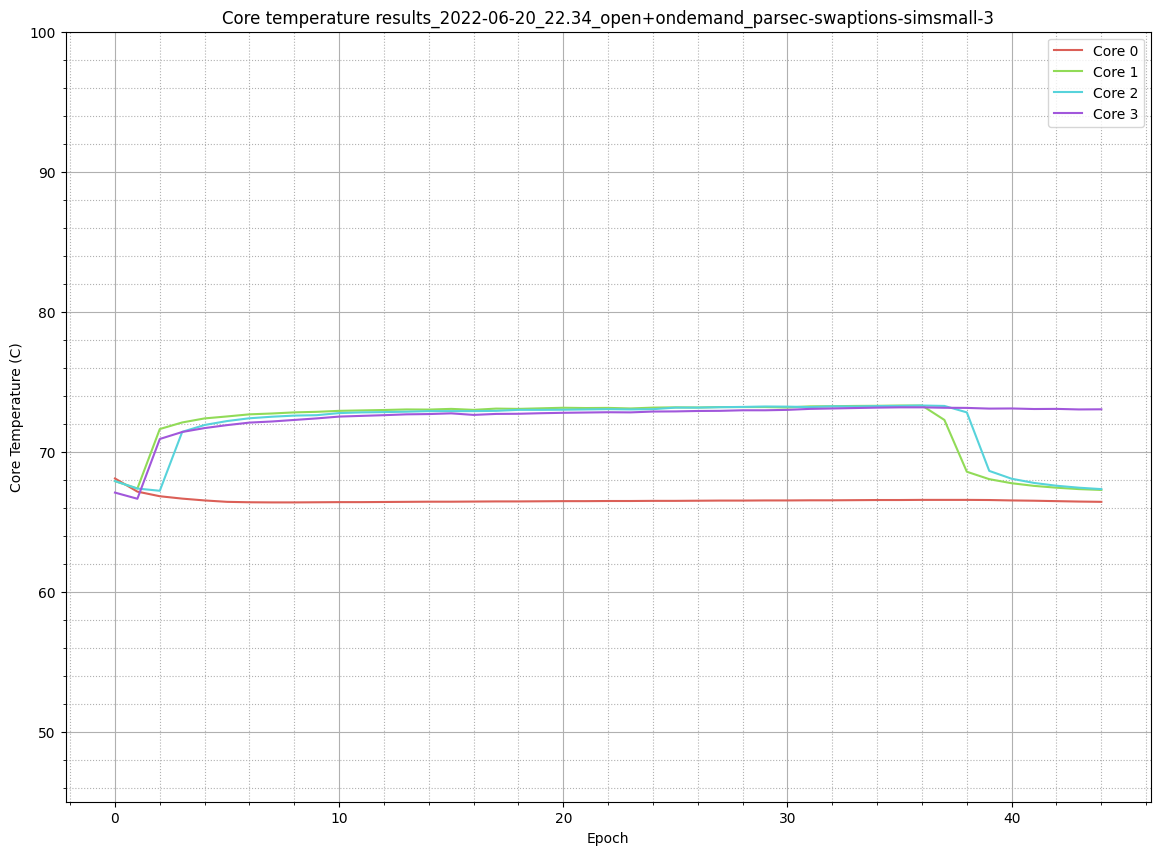 Core temperature results_2022-06-20_22.34_open+ondemand_parsec-swaptions-simsmall-3
Core 0
Core 1
Core 2
Core 3
Core Temperature (C)
100
90
80
70
60
50
0 10 20 30 40
Epoch